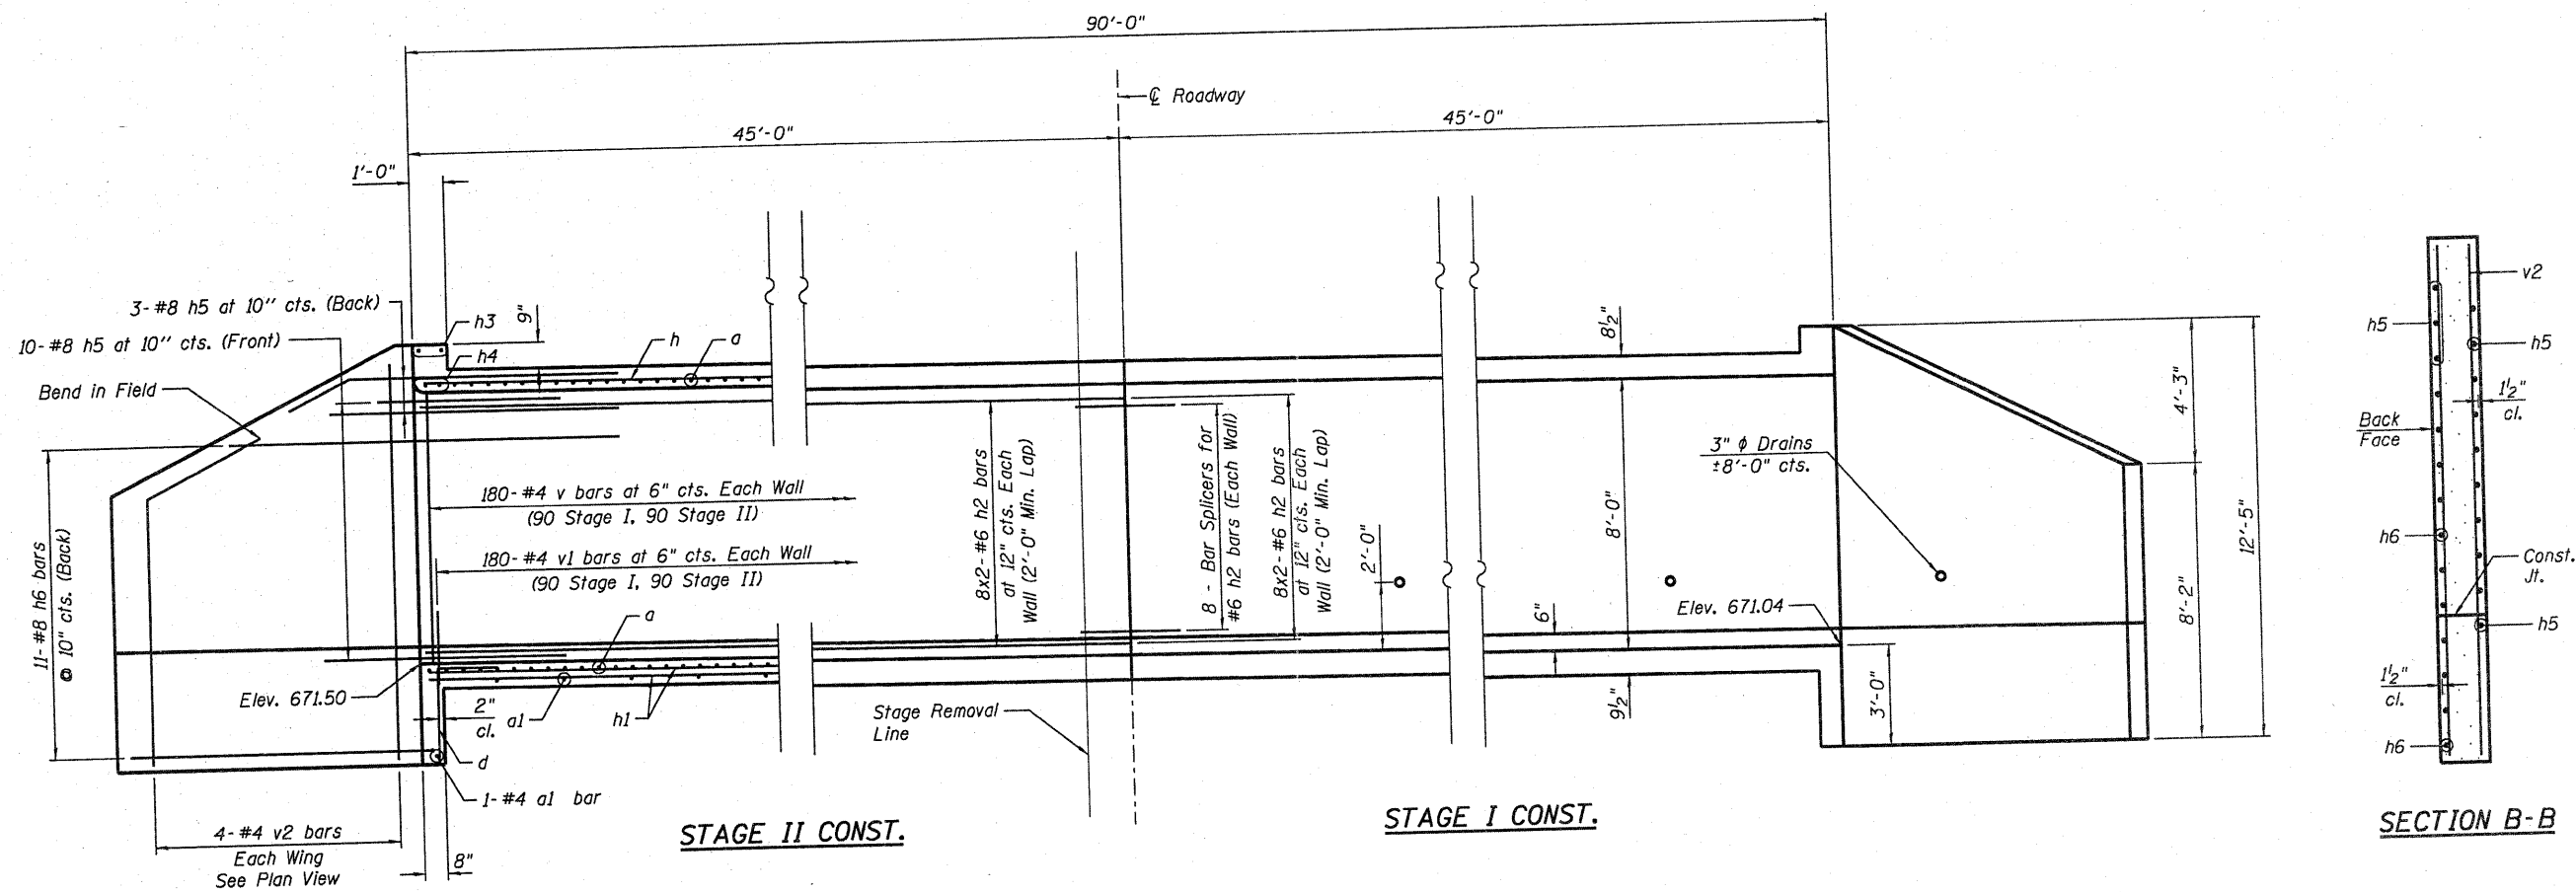 90'-0"
℄ Roadway
45'-0"
45'-0"
1'-0"
3-#8 h5 at 10" cts. (Back)
10-#8 h5 at 10" cts. (Front)
Bend in Field
h3
9"
h4
h
a
8½"
11-#8 h6 bars
@ 10" cts. (Back)
180-#4 v bars at 6" cts. Each Wall
(90 Stage I, 90 Stage II)
180-#4 v1 bars at 6" cts. Each Wall
(90 Stage I, 90 Stage II)
8x2-#6 h2 bars
at 12" cts. Each
Wall (2'-0" Min. Lap)
8 - Bar Splicers for
#6 h2 bars (Each Wall)
8x2-#6 h2 bars
at 12" cts. Each
Wall (2'-0" Min. Lap)
2'-0"
8'-0"
3" φ Drains
±8'-0" cts.
4'-3"
12'-5"
8'-2"
Elev. 671.04
6"
9½"
3'-0"
a
Elev. 671.50
2"
cl.
a1
h1
d
1-#4 a1 bar
Stage Removal
Line
4-#4 v2 bars
Each Wing
See Plan View
8"
STAGE II CONST.
STAGE I CONST.
v2
h5
h5
1½"
cl.
Back
Face
h6
Const.
Jt.
h5
1½"
cl.
h6
SECTION B-B